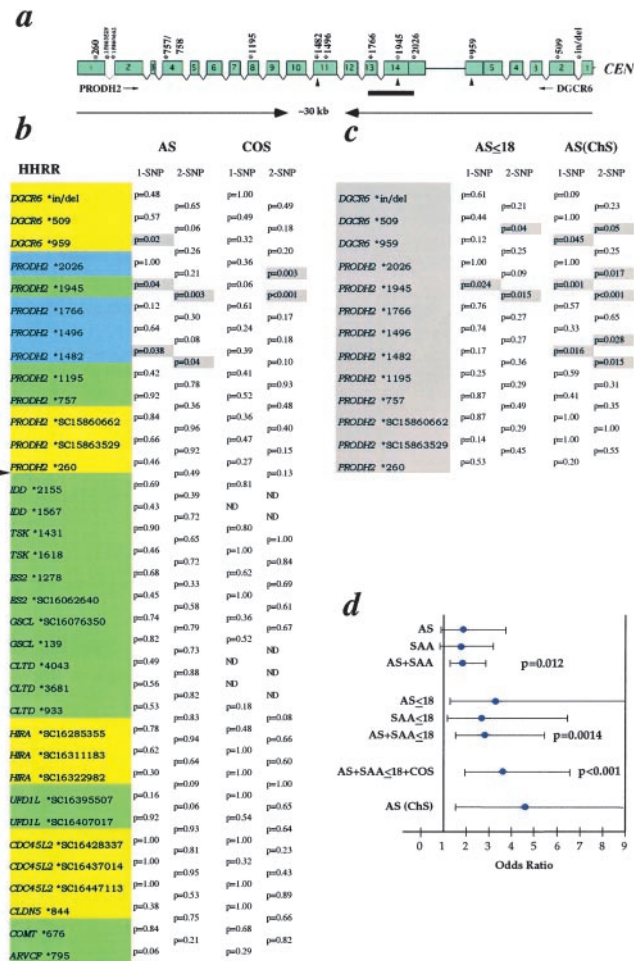 a
*260
*1195
*1482
*1496
*1766
*1945
*2026
*959
*509
*in/del
*757/
758
1
2
4
5
6
7
8
9
10
11
12
13
14
5
4
3
2
1
CEN
PRODH2 →
← DGCR6
~30 kb
b
AS COS
HHRR 1-SNP 2-SNP 1-SNP 2-SNP
DGCR6 *in/del p=0.48 p=1.00
p=0.65 p=0.49
DGCR6 *509 p=0.57 p=0.49
p=0.06 p=0.18
DGCR6 *959 p=0.02 p=0.32
p=0.26 p=0.20
PRODH2 *2026 p=1.00 p=0.36
p=0.21 p=0.003
PRODH2 *1945 p=0.04 p=0.06
p=0.003 p<0.001
PRODH2 *1766 p=0.12 p=0.61
p=0.30 p=0.17
PRODH2 *1496 p=0.64 p=0.24
p=0.08 p=0.18
PRODH2 *1482 p=0.038 p=0.39
p=0.04 p=0.10
PRODH2 *1195 p=0.42 p=0.41
p=0.78 p=0.93
PRODH2 *757 p=0.92 p=0.52
p=0.36 p=0.48
PRODH2 *SC15860662 p=0.84 p=0.36
p=0.96 p=0.40
PRODH2 *SC15863529 p=0.66 p=0.47
p=0.92 p=0.15
PRODH2 *260 p=0.46 p=0.27
p=0.49 p=0.13
IDD *2155 p=0.69 p=0.81
p=0.39 ND
IDD *1567 p=0.43 ND
p=0.72 ND
TSK *1431 p=0.90 p=0.80
p=0.65 p=1.00
TSK *1618 p=0.46 p=1.00
p=0.72 p=0.84
ES2 *1278 p=0.68 p=0.62
p=0.33 p=0.69
ES2 *SC16062640 p=0.45 p=1.00
p=0.58 p=0.61
GSCL *SC16076350 p=0.74 p=0.36
p=0.79 p=0.67
GSCL *139 p=0.82 p=0.52
p=0.73 ND
CLTD *4043 p=0.49 ND
p=0.88 ND
CLTD *3681 p=0.56 ND
p=0.82 ND
CLTD *933 p=0.53 p=0.18
p=0.83 p=0.08
HIRA *SC16285355 p=0.78 p=0.48
p=0.94 p=0.66
HIRA *SC16311183 p=0.62 p=1.00
p=0.64 p=0.60
HIRA *SC16322982 p=0.30 p=1.00
p=0.09 p=1.00
UFD1L *SC16395507 p=0.16 p=1.00
p=0.06 p=0.65
UFD1L *SC16407017 p=0.92 p=0.54
p=0.93 p=0.64
CDC45L2 *SC16428337 p=1.00 p=1.00
p=0.81 p=0.23
CDC45L2 *SC16437014 p=1.00 p=0.32
p=0.95 p=0.43
CDC45L2 *SC16447113 p=1.00 p=1.00
p=0.53 p=0.89
CLDN5 *844 p=0.38 p=1.00
p=0.75 p=0.66
COMT *676 p=0.84 p=0.68
p=0.21 p=0.82
ARVCF *795 p=0.06 p=0.29
c
AS≤18 AS(ChS)
1-SNP 2-SNP 1-SNP 2-SNP
DGCR6 *in/del p=0.61 p=0.09
p=0.21 p=0.23
DGCR6 *509 p=0.44 p=1.00
p=0.04 p=0.05
DGCR6 *959 p=0.12 p=0.045
p=0.25 p=0.31
PRODH2 *2026 p=1.00 p=1.00
p=0.09 p=0.017
PRODH2 *1945 p=0.024 p=0.001
p=0.015 p<0.001
PRODH2 *1766 p=0.76 p=0.57
p=0.27 p=0.65
PRODH2 *1496 p=0.74 p=0.33
p=0.27 p=0.028
PRODH2 *1482 p=0.17 p=0.016
p=0.36 p=0.015
PRODH2 *1195 p=0.25 p=0.59
p=0.29 p=0.31
PRODH2 *757 p=0.87 p=0.41
p=0.49 p=0.35
PRODH2 *SC15860662 p=0.87 p=1.00
p=0.29 p=1.00
PRODH2 *SC15863529 p=0.14 p=1.00
p=0.45 p=0.55
PRODH2 *260 p=0.53 p=0.20
d
AS
SAA
AS+SAA p=0.012
AS≤18
SAA≤18
AS+SAA≤18 p=0.0014
AS+SAA≤18+COS p<0.001
AS (ChS)
0 1 2 3 4 5 6 7 8 9
Odds Ratio